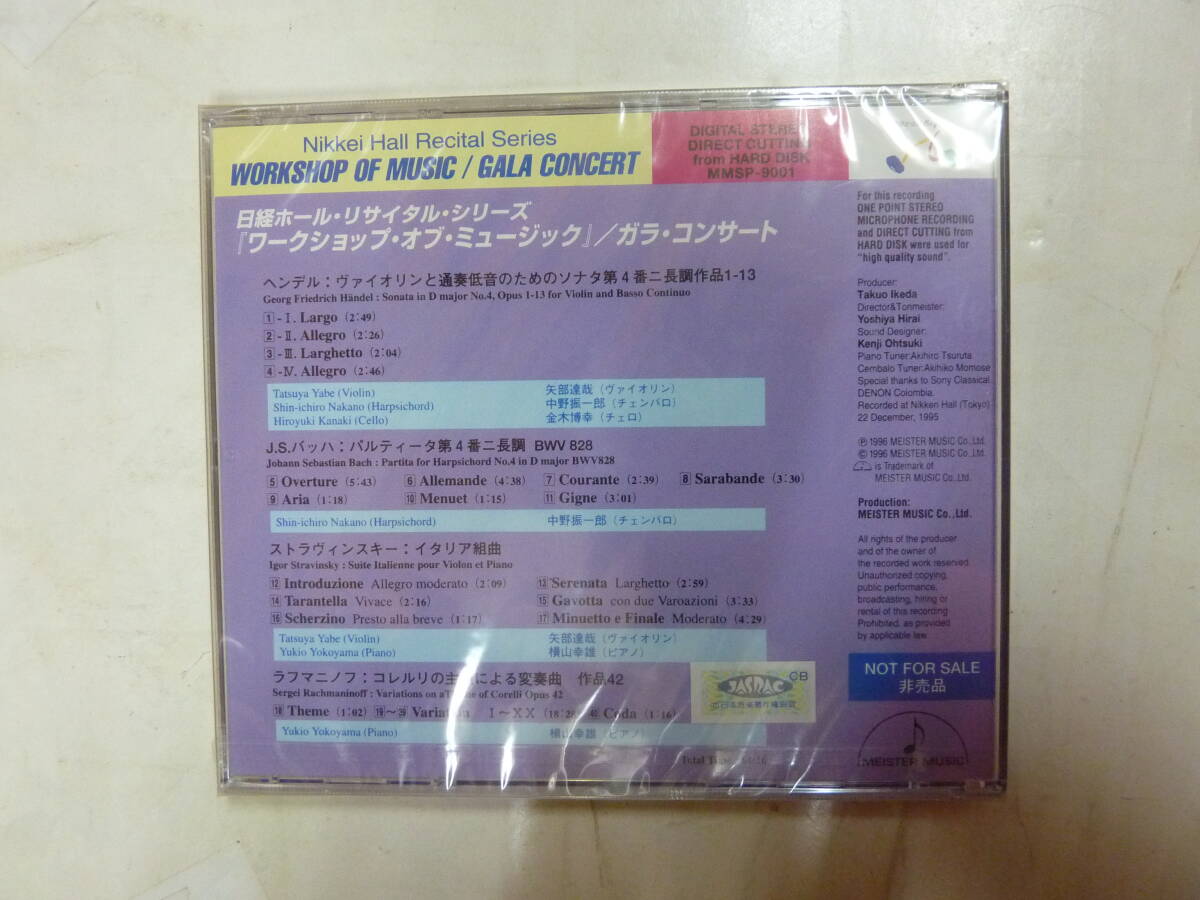 Nikkei Hall Recital Series
WORKSHOP OF MUSIC / GALA CONCERT
DIGITAL STEREO
DIRECT CUTTING
from HARD DISK
MMSP-9001
日経ホール・リサイタル・シリーズ
『ワークショップ・オブ・ミュージック』／ガラ・コンサート
ヘンデル：ヴァイオリンと通奏低音のためのソナタ第4番ニ長調作品1-13
Georg Friedrich Händel : Sonata in D major No.4, Opus 1-13 for Violin and Basso Continuo
1 - I. Largo (2:49)
2 - II. Allegro (2:26)
3 - III. Larghetto (2:04)
4 - IV. Allegro (2:46)
Tatsuya Yabe (Violin) 矢部達哉（ヴァイオリン）
Shin-ichiro Nakano (Harpsichord) 中野振一郎（チェンバロ）
Hiroyuki Kanaki (Cello) 金木博幸（チェロ）
J.S.バッハ：パルティータ第4番ニ長調 BWV 828
Johann Sebastian Bach : Partita for Harpsichord No.4 in D major BWV828
5 Overture (5:43) 6 Allemande (4:38) 7 Courante (2:39) 8 Sarabande (3:30)
9 Aria (1:18) 10 Menuet (1:15) 11 Gigne (3:01)
Shin-ichiro Nakano (Harpsichord) 中野振一郎（チェンバロ）
ストラヴィンスキー：イタリア組曲
Igor Stravinsky : Suite Italienne pour Violon et Piano
12 Introduzione Allegro moderato (2:09) 13 Serenata Larghetto (2:59)
14 Tarantella Vivace (2:16) 15 Gavotta con due Varoazioni (3:33)
16 Scherzino Presto alla breve (1:17) 17 Minuetto e Finale Moderato (4:29)
Tatsuya Yabe (Violin) 矢部達哉（ヴァイオリン）
Yukio Yokoyama (Piano) 横山幸雄（ピアノ）
ラフマニノフ：コレルリの主 による変奏曲 作品42
Sergei Rachmaninoff : Variations on a of Corelli Opus 42
18 Theme (1:02) 19～39 Variation I～XX (18:28) 40 Coda (1:16)
Yukio Yokoyama (Piano) 横山幸雄（ピアノ）
Total Time
JASRAC
CB
For this recording
ONE POINT STEREO
MICROPHONE RECORDING
and DIRECT CUTTING from
HARD DISK were used for
"high quality sound".
Producer:
Takuo Ikeda
Director&Tonmeister:
Yoshiya Hirai
Sound Designer:
Kenji Ohtsuki
Piano Tuner:Akihiro Tsuruta
Cembalo Tuner:Akihiko Momose
Special thanks to Sony Classical,
DENON Colombia.
Recorded at Nikken Hall (Tokyo)
22 December, 1995
Ⓟ 1996 MEISTER MUSIC Co.,Ltd.
© 1996 MEISTER MUSIC Co.,Ltd.
is Trademark of
MEISTER MUSIC Co.,Ltd.
Production:
MEISTER MUSIC Co.,Ltd.
All rights of the producer
and of the owner of
the recorded work reserved.
Unauthorized copying,
public performance,
broadcasting, hiring or
rental of this recording
Prohibited, as provided
by applicable law.
NOT FOR SALE
非売品
MEISTER MUSIC